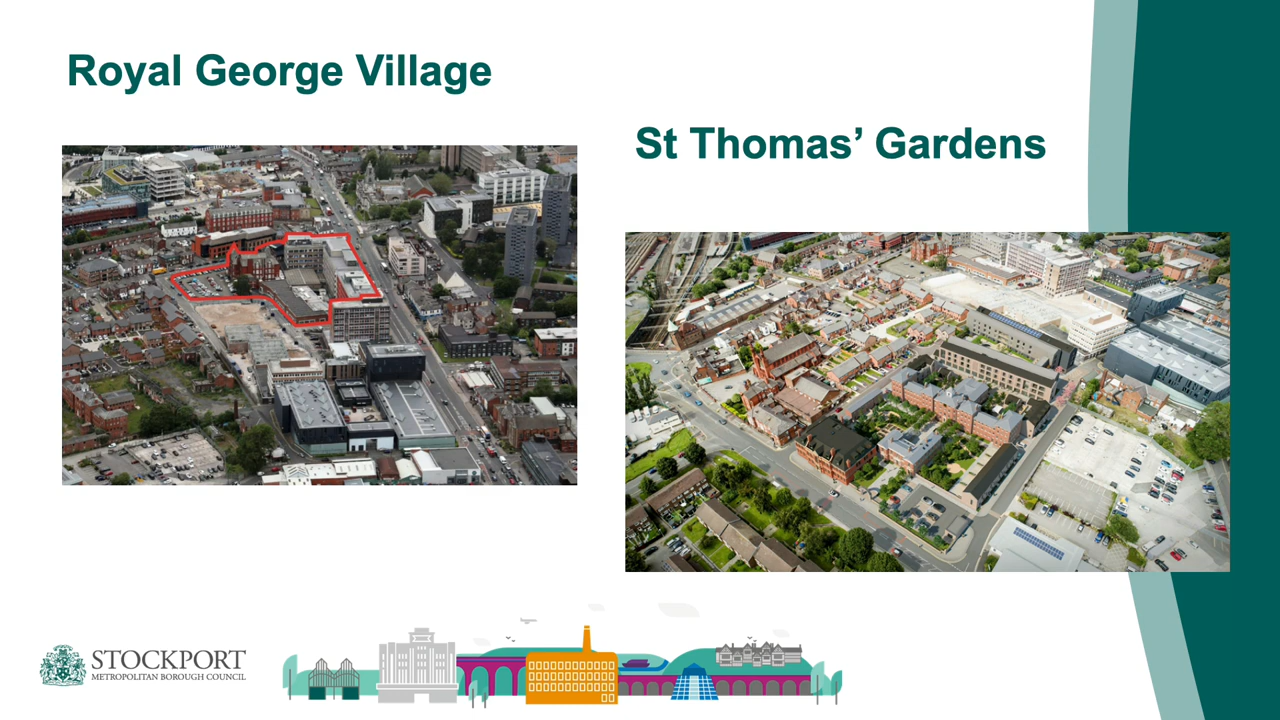 Royal George Village
St Thomas’ Gardens
STOCKPORT
METROPOLITAN BOROUGH COUNCIL